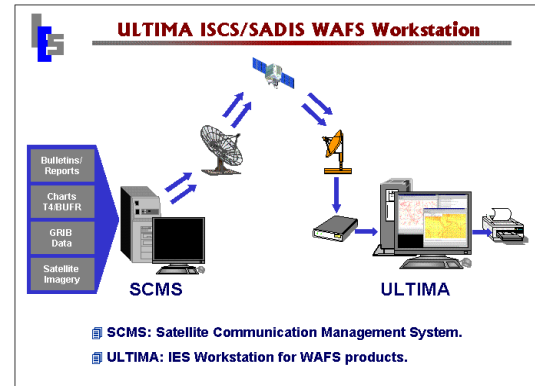 IES
ULTIMA ISCS/SADIS WAFS Workstation
Bulletins/
Reports
Charts
T4/BUFR
GRIB
Data
Satellite
Imagery
SCMS
ULTIMA
SCMS: Satellite Communication Management System.
ULTIMA: IES Workstation for WAFS products.